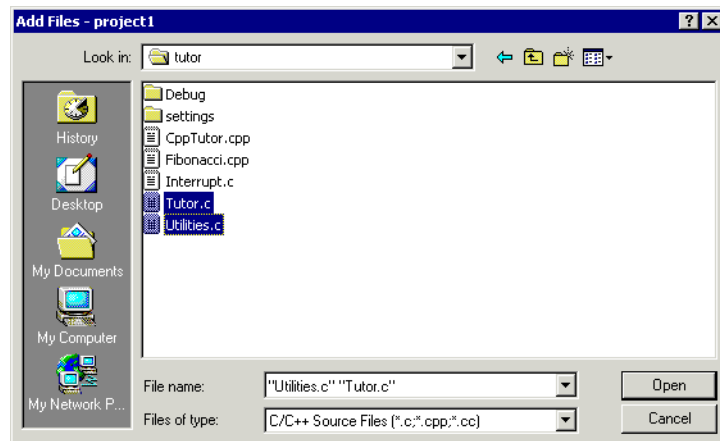 Add Files - project1
Look in: tutor
History
Desktop
My Documents
My Computer
My Network P...
Debug
settings
CppTutor.cpp
Fibonacci.cpp
Interrupt.c
Tutor.c
Utilities.c
File name: "Utilities.c" "Tutor.c" Open
Files of type: C/C++ Source Files (*.c;*.cpp;*.cc) Cancel